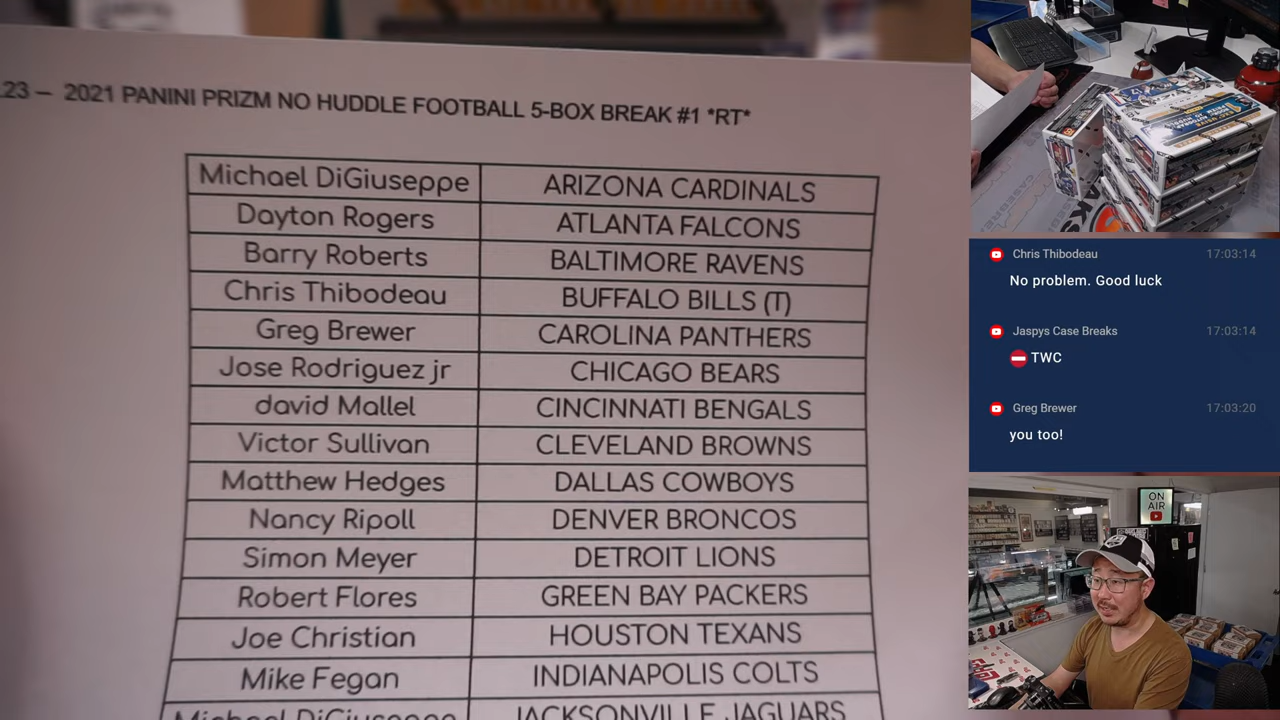 .23 – 2021 PANINI PRIZM NO HUDDLE FOOTBALL 5-BOX BREAK #1 *RT*
Michael DiGiuseppe ARIZONA CARDINALS
Dayton Rogers ATLANTA FALCONS
Barry Roberts BALTIMORE RAVENS
Chris Thibodeau BUFFALO BILLS (T)
Greg Brewer CAROLINA PANTHERS
Jose Rodriguez jr CHICAGO BEARS
david Mallel CINCINNATI BENGALS
Victor Sullivan CLEVELAND BROWNS
Matthew Hedges DALLAS COWBOYS
Nancy Ripoll DENVER BRONCOS
Simon Meyer DETROIT LIONS
Robert Flores GREEN BAY PACKERS
Joe Christian HOUSTON TEXANS
Mike Fegan INDIANAPOLIS COLTS
Michael DiGiuseppe JACKSONVILLE JAGUARS
Chris Thibodeau 17:03:14
No problem. Good luck
Jaspys Case Breaks 17:03:14
TWC
Greg Brewer 17:03:20
you too!
ON
AIR